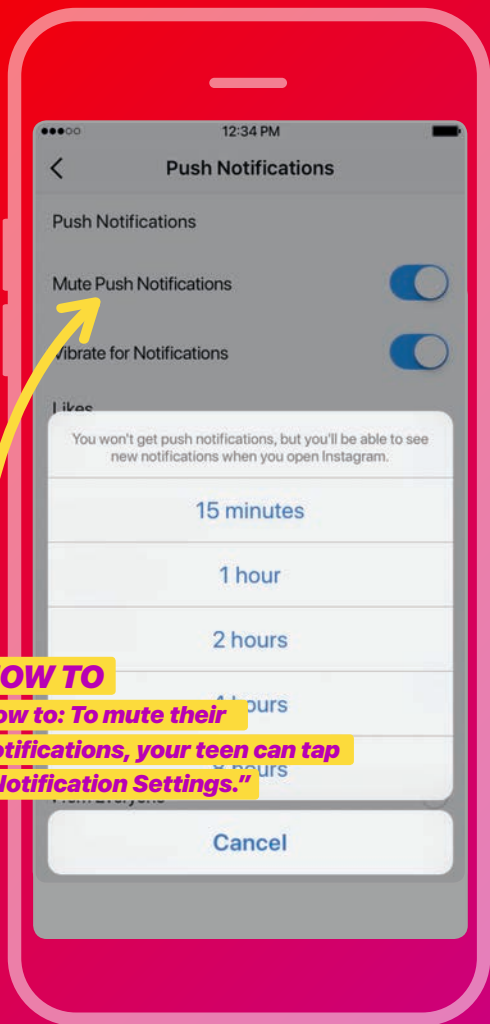 12:34 PM
Push Notifications
Push Notifications
Mute Push Notifications
Vibrate for Notifications
Likes
You won't get push notifications, but you'll be able to see
new notifications when you open Instagram.
15 minutes
1 hour
2 hours
OW TO
ow to: To mute their
otifications, your teen can tap
Notification Settings.”
hours
Cancel